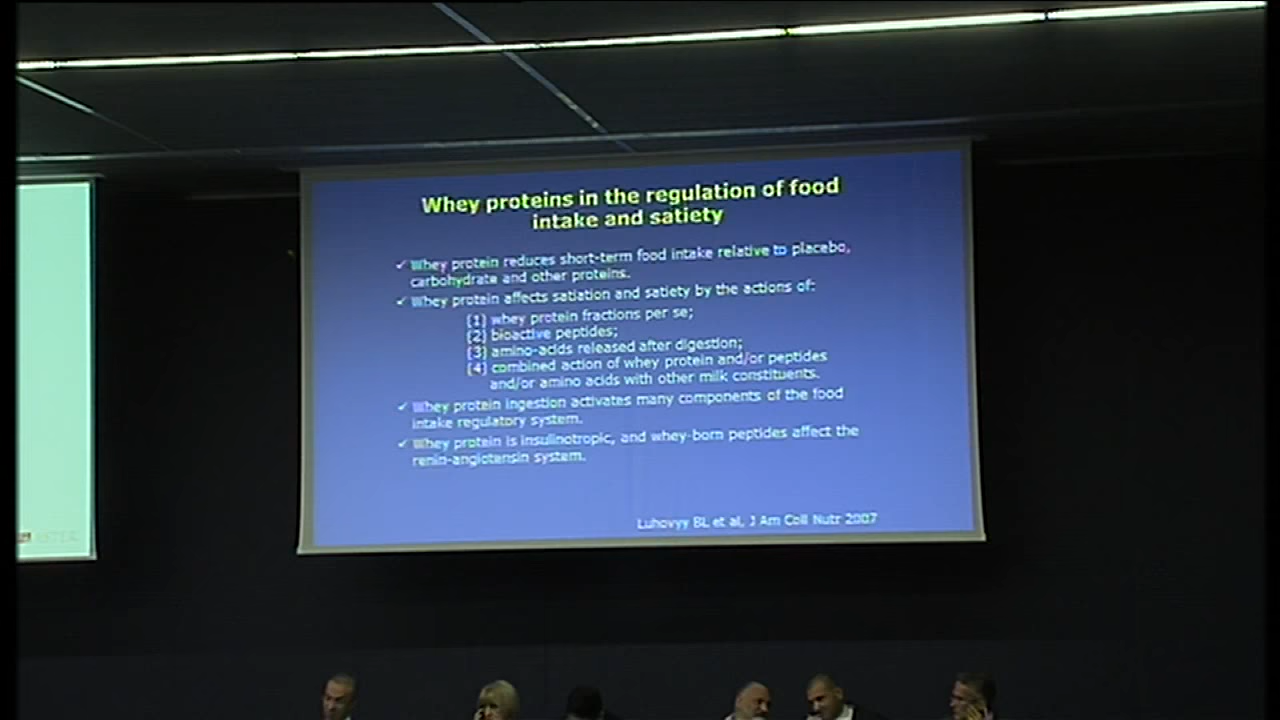 Whey proteins in the regulation of food
intake and satiety
✓ Whey protein reduces short-term food intake relative to placebo,
carbohydrate and other proteins.
✓ Whey protein affects satiation and satiety by the actions of:
(1) whey protein fractions per se;
(2) bioactive peptides;
(3) amino-acids released after digestion;
(4) combined action of whey protein and/or peptides
and/or amino acids with other milk constituents.
✓ Whey protein ingestion activates many components of the food
intake regulatory system.
✓ Whey protein is insulinotropic, and whey-born peptides affect the
renin-angiotensin system.
Luhovyy BL et al, J Am Coll Nutr 2007